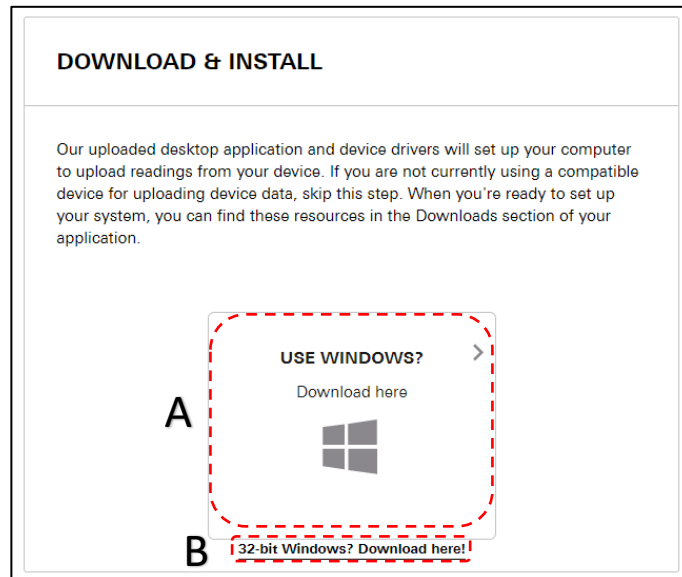 DOWNLOAD & INSTALL
Our uploaded desktop application and device drivers will set up your computer
to upload readings from your device. If you are not currently using a compatible
device for uploading device data, skip this step. When you're ready to set up
your system, you can find these resources in the Downloads section of your
application.
USE WINDOWS?
Download here
A
B
32-bit Windows? Download here!